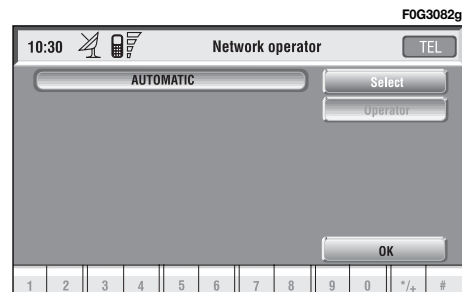 F0G3082g
10:30 Network operator TEL
AUTOMATIC Select
Operator
OK
1 2 3 4 5 6 7 8 9 0 */+ #